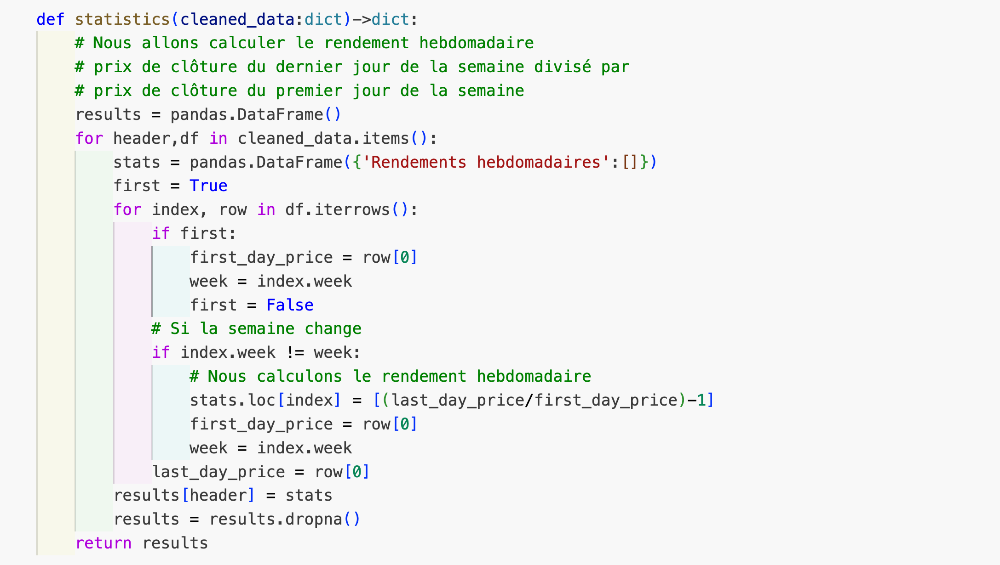 def statistics(cleaned_data:dict)->dict:
    # Nous allons calculer le rendement hebdomadaire
    # prix de clôture du dernier jour de la semaine divisé par
    # prix de clôture du premier jour de la semaine
    results = pandas.DataFrame()
    for header,df in cleaned_data.items():
        stats = pandas.DataFrame({'Rendements hebdomadaires':[]})
        first = True
        for index, row in df.iterrows():
            if first:
                first_day_price = row[0]
                week = index.week
                first = False
            # Si la semaine change
            if index.week != week:
                # Nous calculons le rendement hebdomadaire
                stats.loc[index] = [(last_day_price/first_day_price)-1]
                first_day_price = row[0]
                week = index.week
            last_day_price = row[0]
        results[header] = stats
        results = results.dropna()
    return results